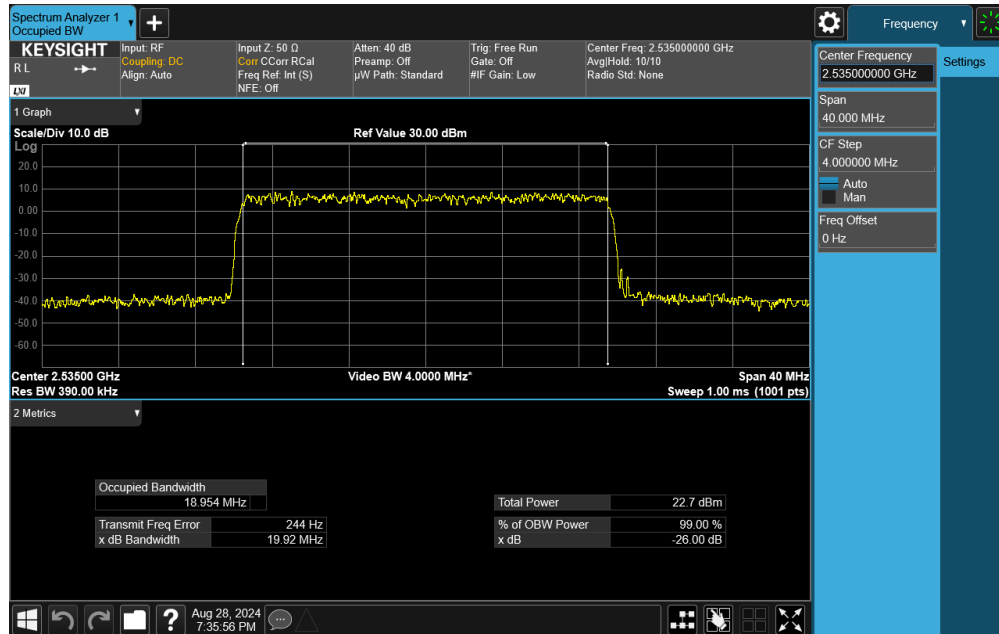 Spectrum Analyzer 1
Occupied BW
Frequency
KEYSIGHT
R L
LXI
Input: RF
Coupling: DC
Align: Auto
Input Z: 50 Ω
Corr CCorr RCal
Freq Ref: Int (S)
NFE: Off
Atten: 40 dB
Preamp: Off
µW Path: Standard
Trig: Free Run
Gate: Off
#IF Gain: Low
Center Freq: 2.535000000 GHz
Avg|Hold: 10/10
Radio Std: None
Center Frequency
2.535000000 GHz
Settings
Span
40.000 MHz
CF Step
4.000000 MHz
Auto
Man
Freq Offset
0 Hz
1 Graph
Scale/Div 10.0 dB
Ref Value 30.00 dBm
Log
20.0
10.0
0.00
-10.0
-20.0
-30.0
-40.0
-50.0
-60.0
Center 2.53500 GHz
Video BW 4.0000 MHz*
Span 40 MHz
Res BW 390.00 kHz
Sweep 1.00 ms (1001 pts)
2 Metrics
Occupied Bandwidth
18.954 MHz
Total Power 22.7 dBm
Transmit Freq Error 244 Hz
% of OBW Power 99.00 %
x dB Bandwidth 19.92 MHz
x dB -26.00 dB
?
Aug 28, 2024
7:35:56 PM